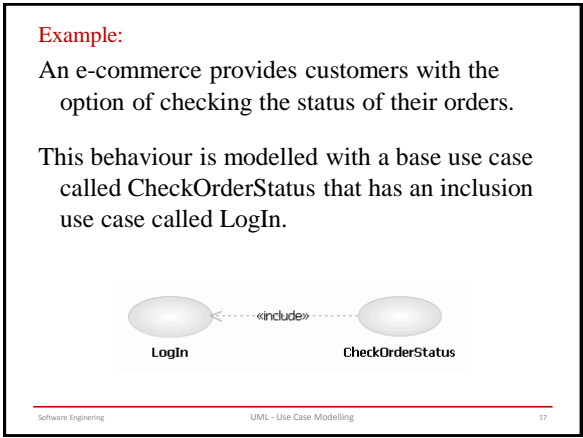 Example:
An e-commerce provides customers with the
option of checking the status of their orders.
This behaviour is modelled with a base use case
called CheckOrderStatus that has an inclusion
use case called LogIn.
«include»
LogIn
CheckOrderStatus
Software Enginering
UML - Use Case Modelling
17